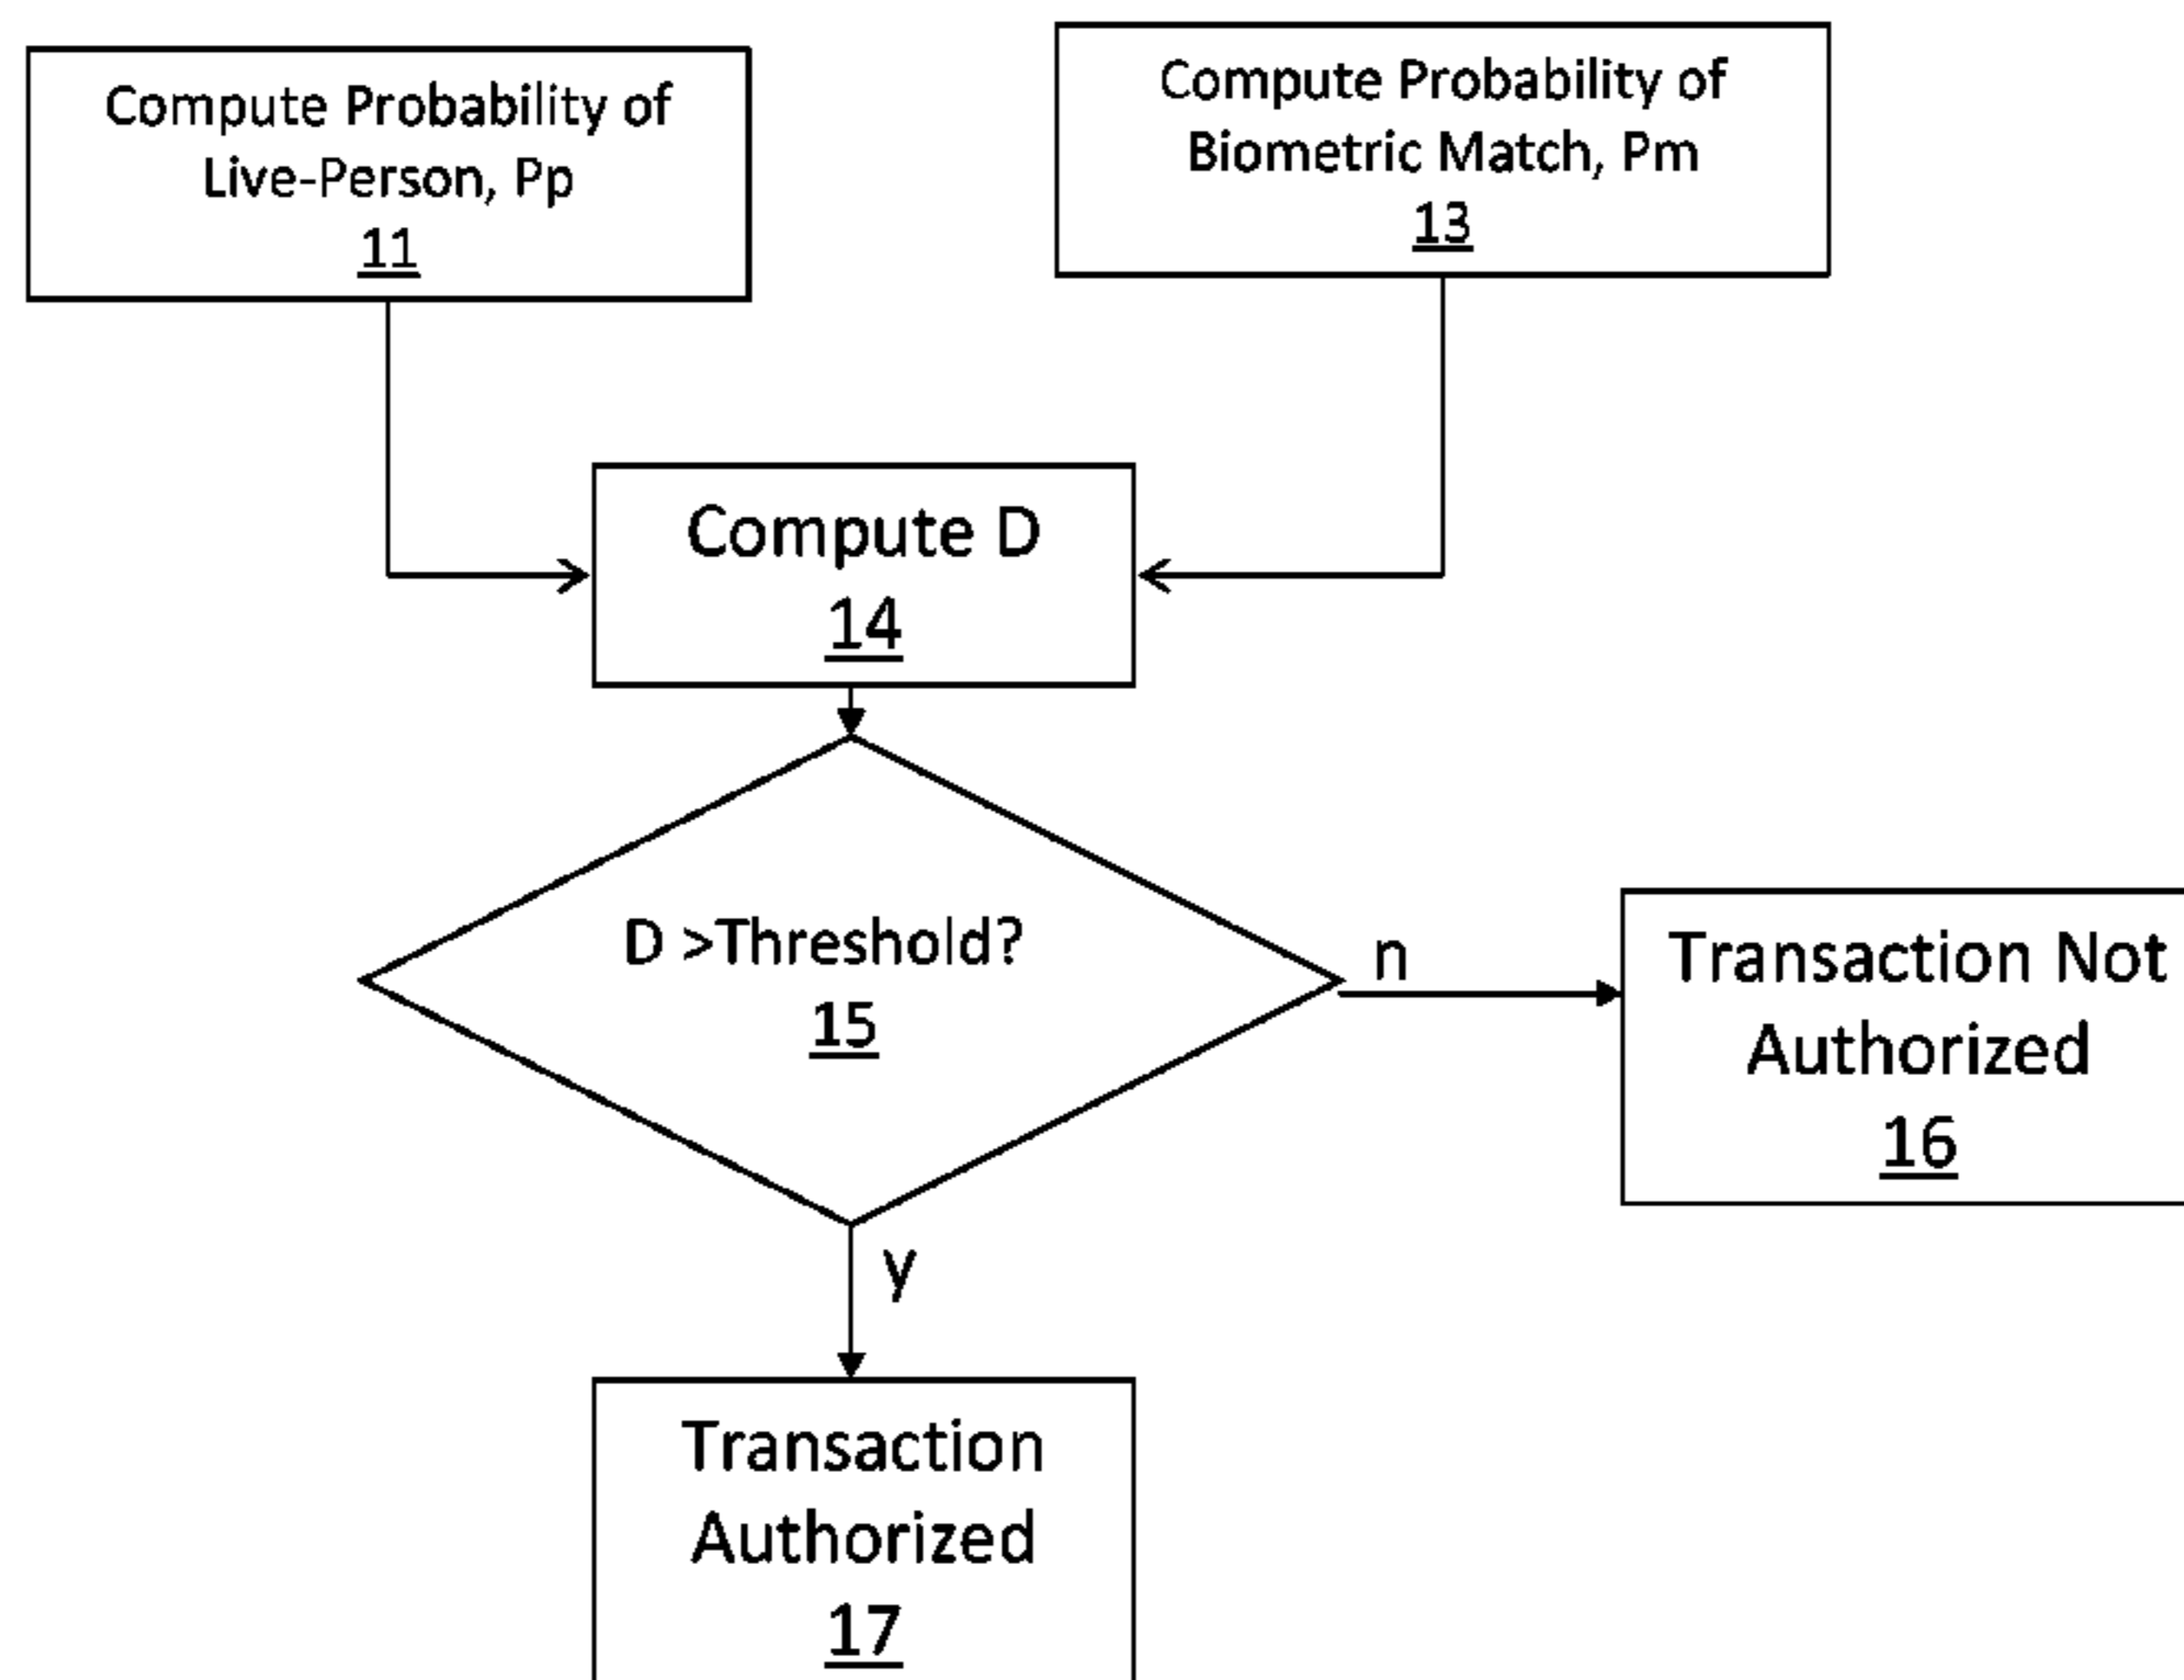 Compute Probability of
Live-Person, Pp
11
Compute Probability of
Biometric Match, Pm
13
Compute D
14
D >Threshold?
15
n
Transaction Not
Authorized
16
y
Transaction
Authorized
17